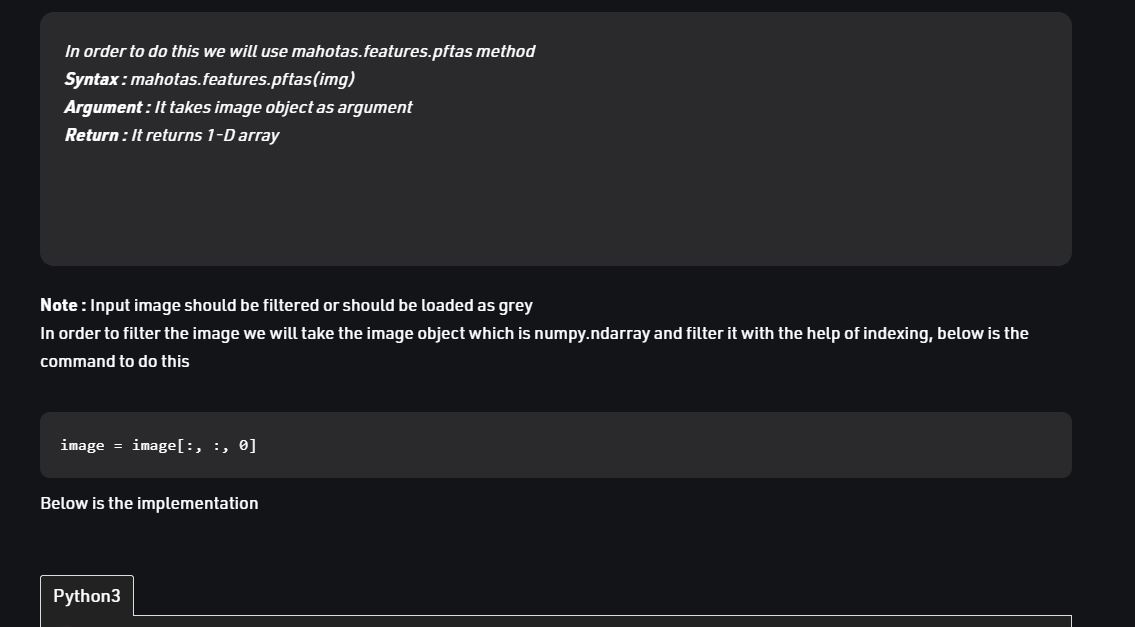 In order to do this we will use mahotas.features.pftas method
Syntax : mahotas.features.pftas(img)
Argument : It takes image object as argument
Return : It returns 1-D array
Note : Input image should be filtered or should be loaded as grey
In order to filter the image we will take the image object which is numpy.ndarray and filter it with the help of indexing, below is the
command to do this
image = image[:, :, 0]
Below is the implementation
Python3